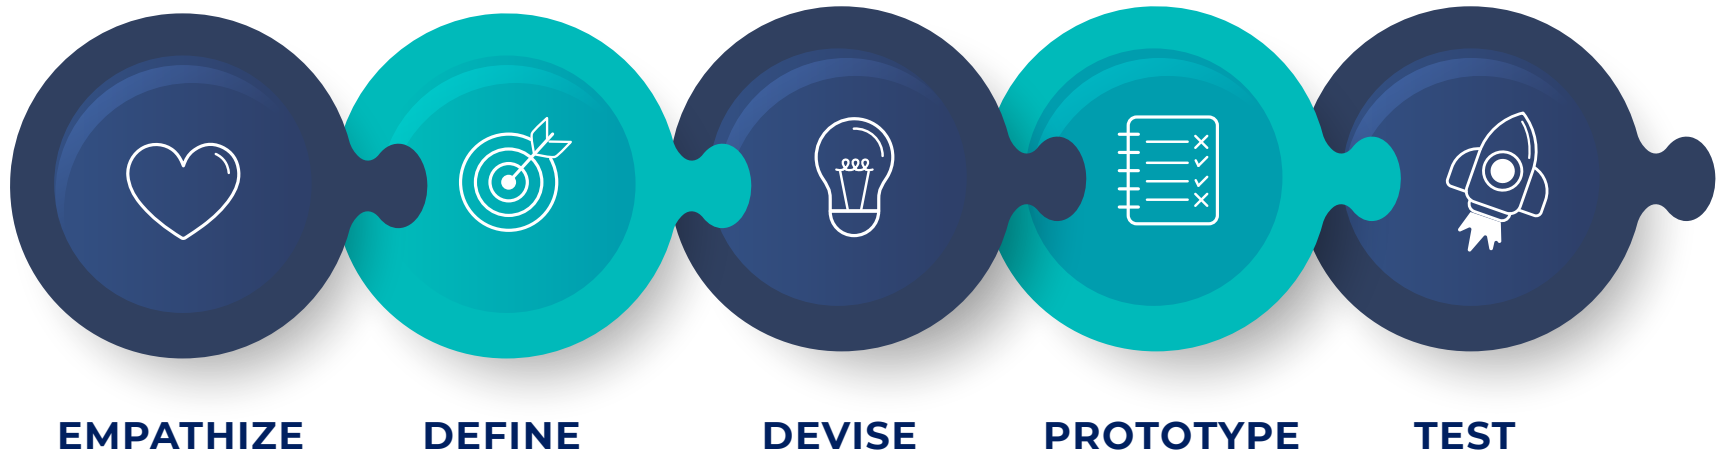 EMPATHIZE
DEFINE
DEVISE
PROTOTYPE
TEST